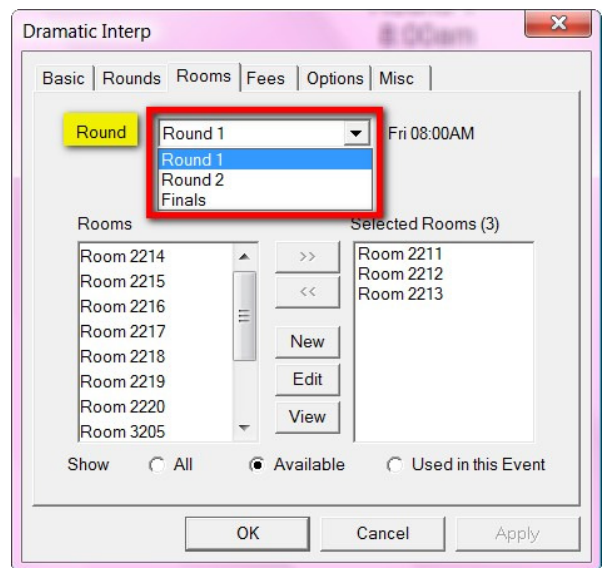 Dramatic Interp
8:00am
Basic Rounds Rooms Fees Options Misc
Round Round 1 Fri 08:00AM
Round 1
Round 2
Finals
Rooms Selected Rooms (3)
Room 2214 >> Room 2211
Room 2215 Room 2212
Room 2216 << Room 2213
Room 2217
Room 2218 New
Room 2219 Edit
Room 2220 View
Room 3205
Show All Available Used in this Event
OK Cancel Apply